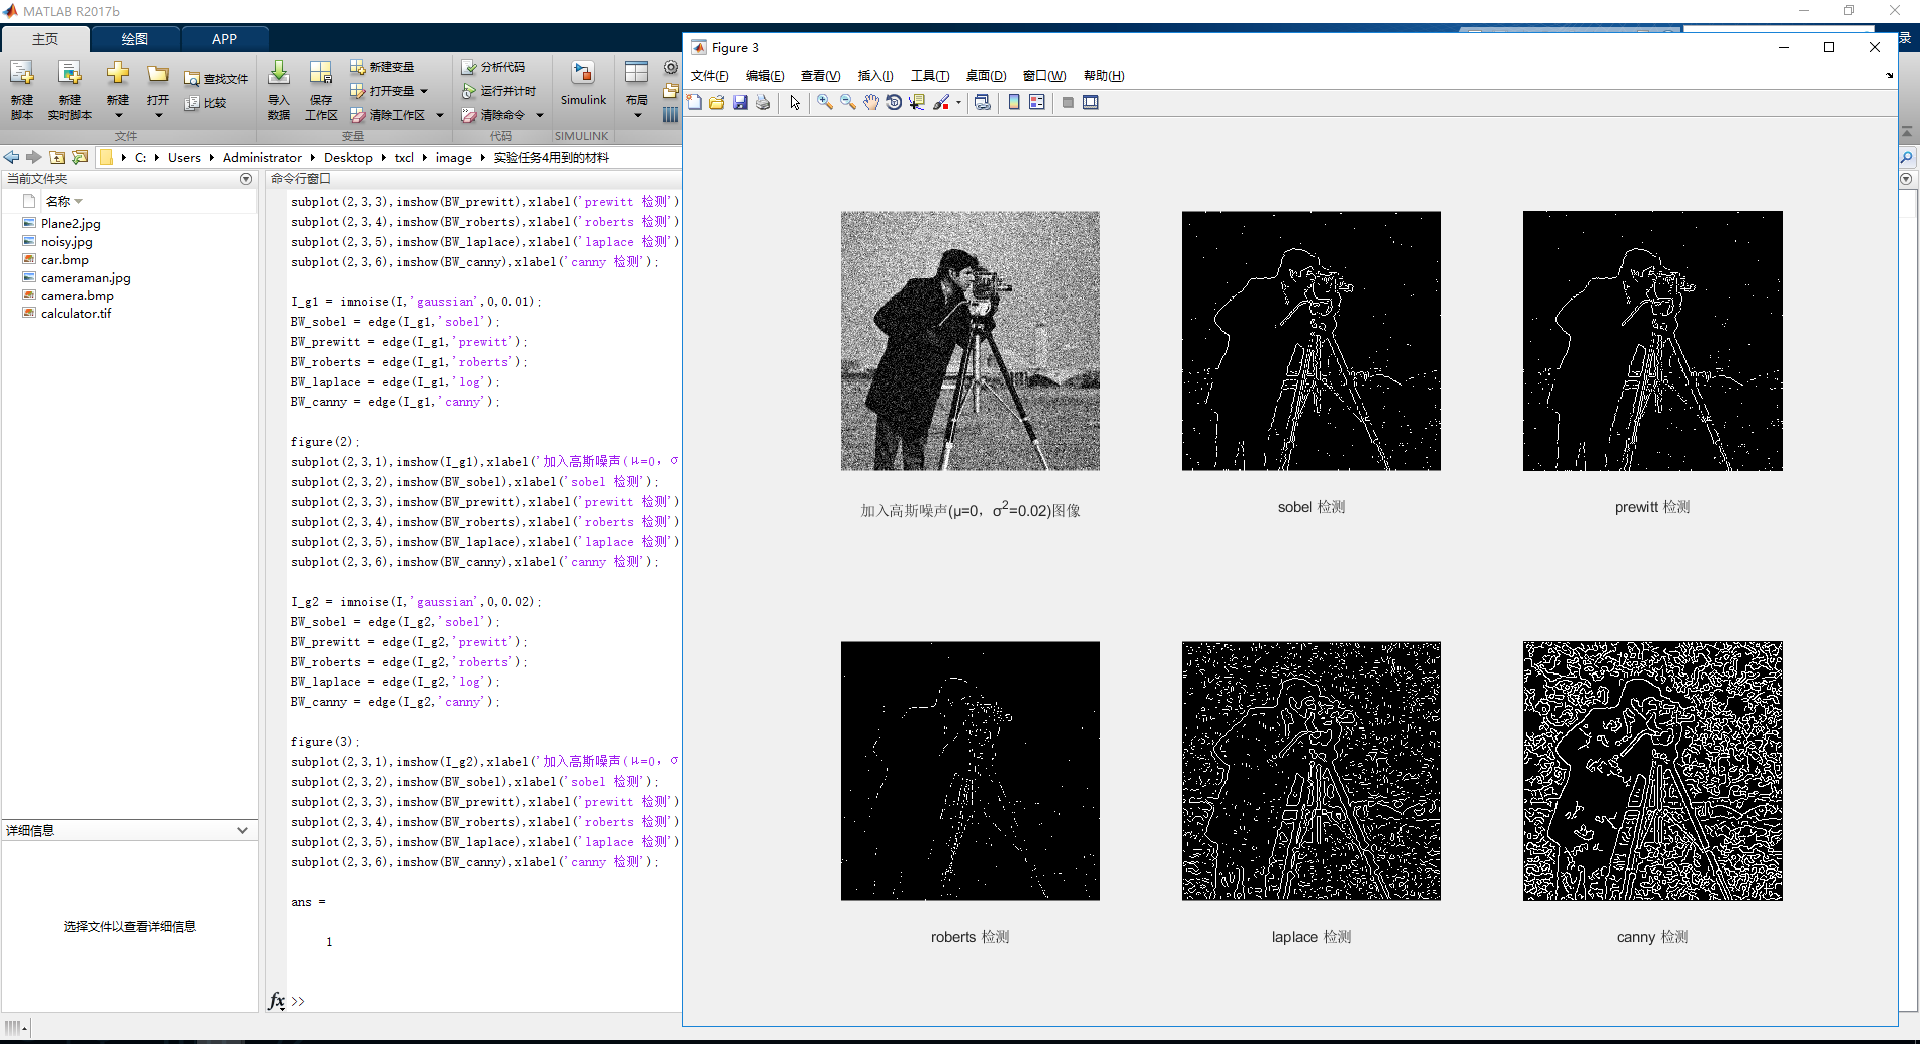 MATLAB R2017b
主页 绘图 APP
新建脚本
新建实时脚本
新建
打开
查找文件
比较
文件
导入数据
保存工作区
新建变量
打开变量
清除工作区
变量
分析代码
运行并计时
清除命令
代码
Simulink
SIMULINK
布局
录
C: Users Administrator Desktop txcl image 实验任务4用到的材料
当前文件夹
名称
Plane2.jpg
noisy.jpg
car.bmp
cameraman.jpg
camera.bmp
calculator.tif
详细信息
选择文件以查看详细信息
命令行窗口
subplot(2,3,3),imshow(BW_prewitt),xlabel('prewitt 检测')
subplot(2,3,4),imshow(BW_roberts),xlabel('roberts 检测')
subplot(2,3,5),imshow(BW_laplace),xlabel('laplace 检测')
subplot(2,3,6),imshow(BW_canny),xlabel('canny 检测');
I_g1 = imnoise(I,'gaussian',0,0.01);
BW_sobel = edge(I_g1,'sobel');
BW_prewitt = edge(I_g1,'prewitt');
BW_roberts = edge(I_g1,'roberts');
BW_laplace = edge(I_g1,'log');
BW_canny = edge(I_g1,'canny');
figure(2);
subplot(2,3,1),imshow(I_g1),xlabel('加入高斯噪声(μ=0，σ
subplot(2,3,2),imshow(BW_sobel),xlabel('sobel 检测');
subplot(2,3,3),imshow(BW_prewitt),xlabel('prewitt 检测')
subplot(2,3,4),imshow(BW_roberts),xlabel('roberts 检测')
subplot(2,3,5),imshow(BW_laplace),xlabel('laplace 检测')
subplot(2,3,6),imshow(BW_canny),xlabel('canny 检测');
I_g2 = imnoise(I,'gaussian',0,0.02);
BW_sobel = edge(I_g2,'sobel');
BW_prewitt = edge(I_g2,'prewitt');
BW_roberts = edge(I_g2,'roberts');
BW_laplace = edge(I_g2,'log');
BW_canny = edge(I_g2,'canny');
figure(3);
subplot(2,3,1),imshow(I_g2),xlabel('加入高斯噪声(μ=0，σ
subplot(2,3,2),imshow(BW_sobel),xlabel('sobel 检测');
subplot(2,3,3),imshow(BW_prewitt),xlabel('prewitt 检测')
subplot(2,3,4),imshow(BW_roberts),xlabel('roberts 检测')
subplot(2,3,5),imshow(BW_laplace),xlabel('laplace 检测')
subplot(2,3,6),imshow(BW_canny),xlabel('canny 检测');
ans =
1
fx >>
Figure 3
文件(F) 编辑(E) 查看(V) 插入(I) 工具(T) 桌面(D) 窗口(W) 帮助(H)
加入高斯噪声(μ=0，σ²=0.02)图像
sobel 检测
prewitt 检测
roberts 检测
laplace 检测
canny 检测